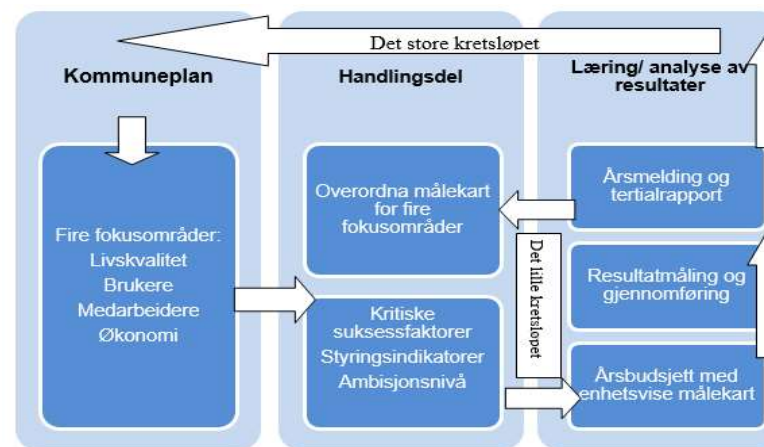 Det store kretsløpet
Kommuneplan
Fire fokusområder:
Livskvalitet
Brukere
Medarbeidere
Økonomi
Handlingsdel
Overordna målekart
for fire
fokusområder
Kritiske
suksessfaktorer
Styringsindikatorer
Ambisjonsnivå
Det lille kretsløpet
Læring/ analyse av
resultater
Årsmelding og
tertialrapport
Resultatmåling og
gjennomføring
Årsbudsjett med
enhetsvise målekart